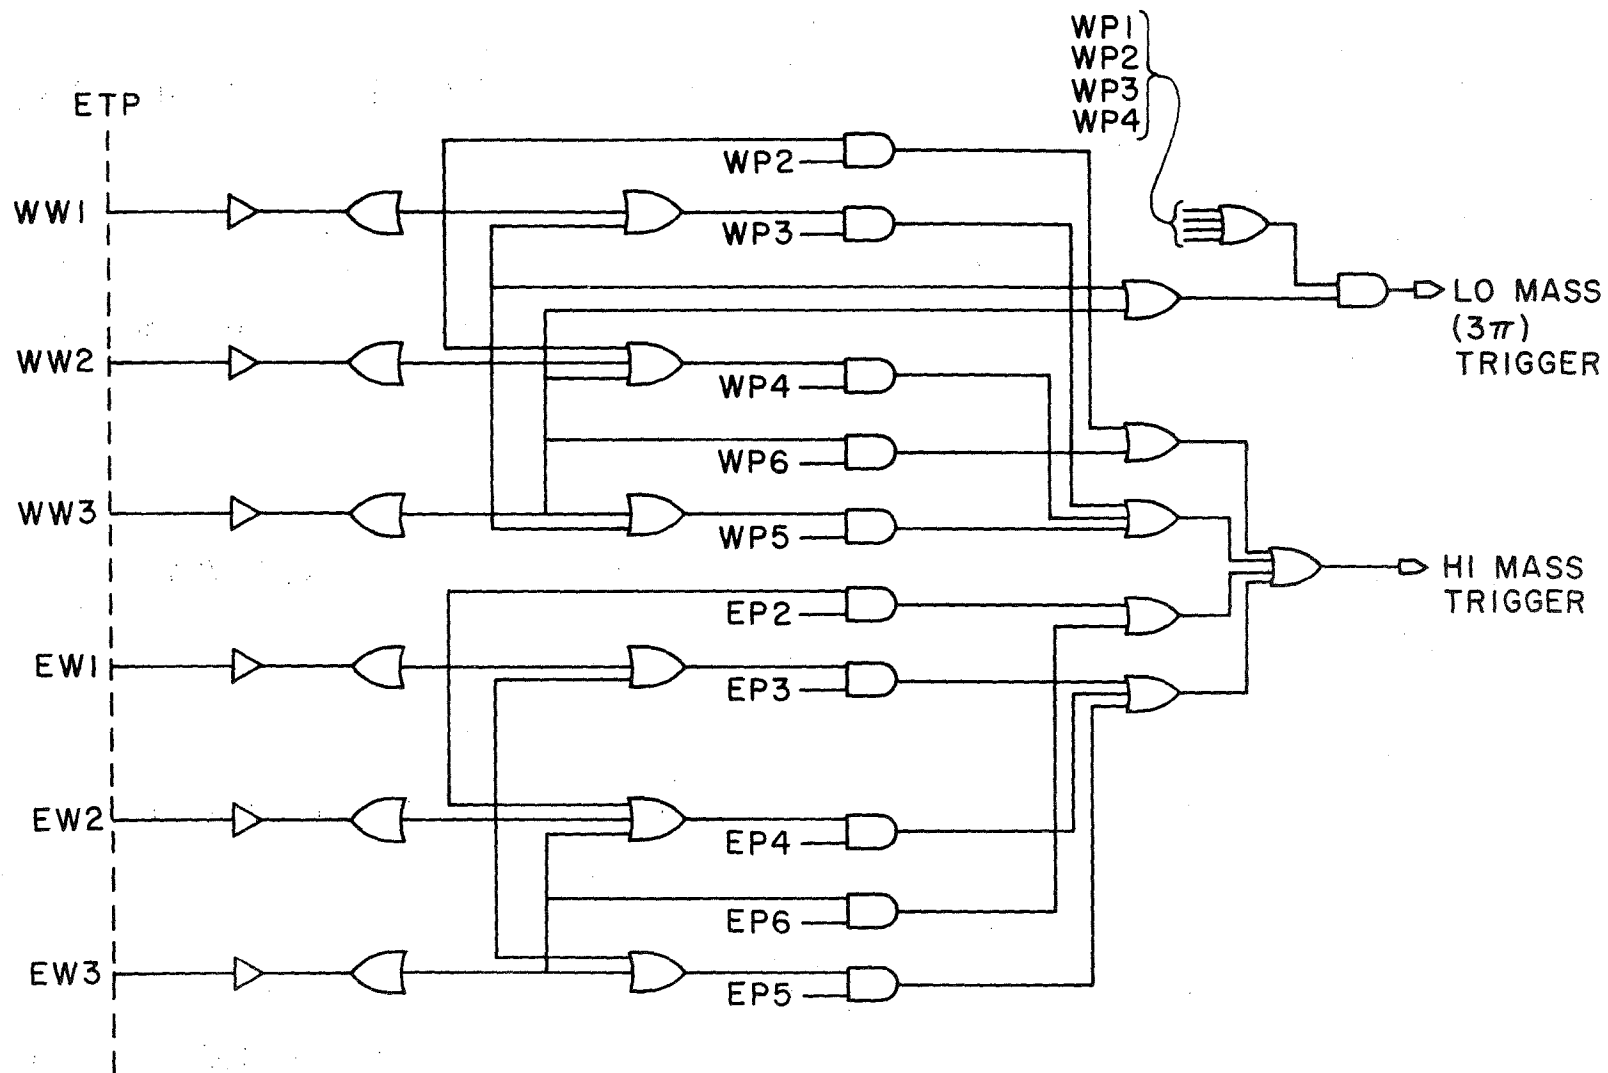 WP1
WP2
WP3
WP4
ETP
WP2
WW1
WP3
LO MASS
(3π)
TRIGGER
WW2
WP4
WP6
WW3
WP5
HI MASS
TRIGGER
EP2
EW1
EP3
EW2
EP4
EP6
EW3
EP5